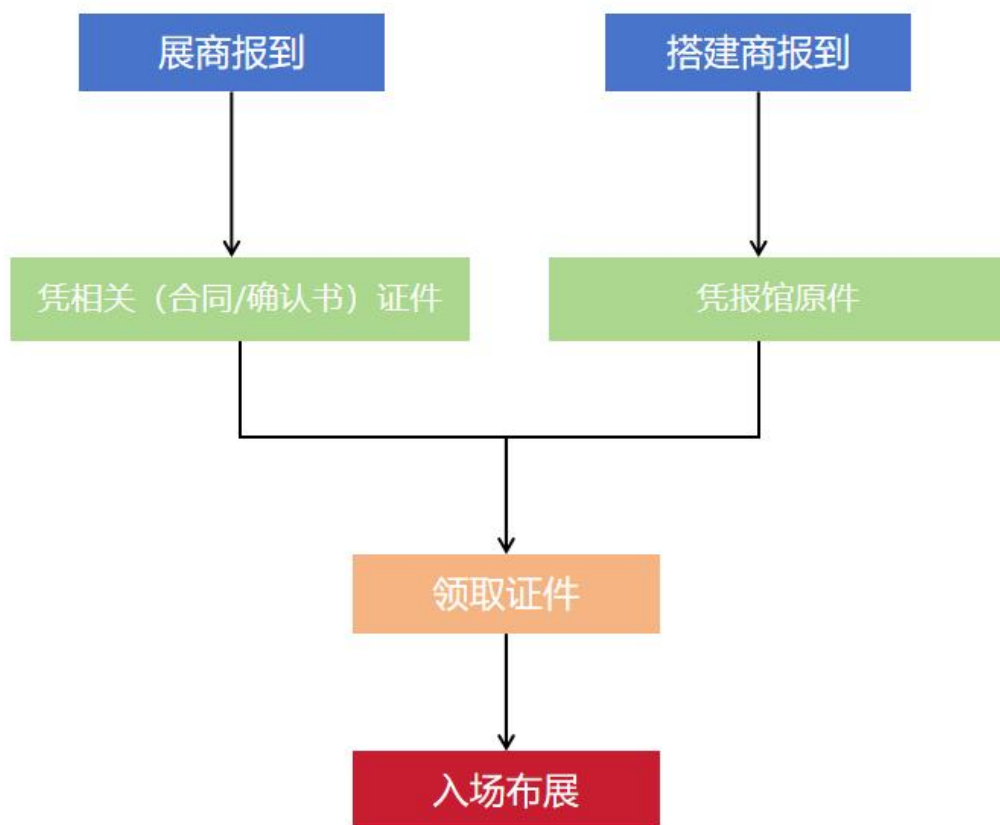 展商报到
搭建商报到
凭相关（合同/确认书）证件
凭报馆原件
领取证件
入场布展